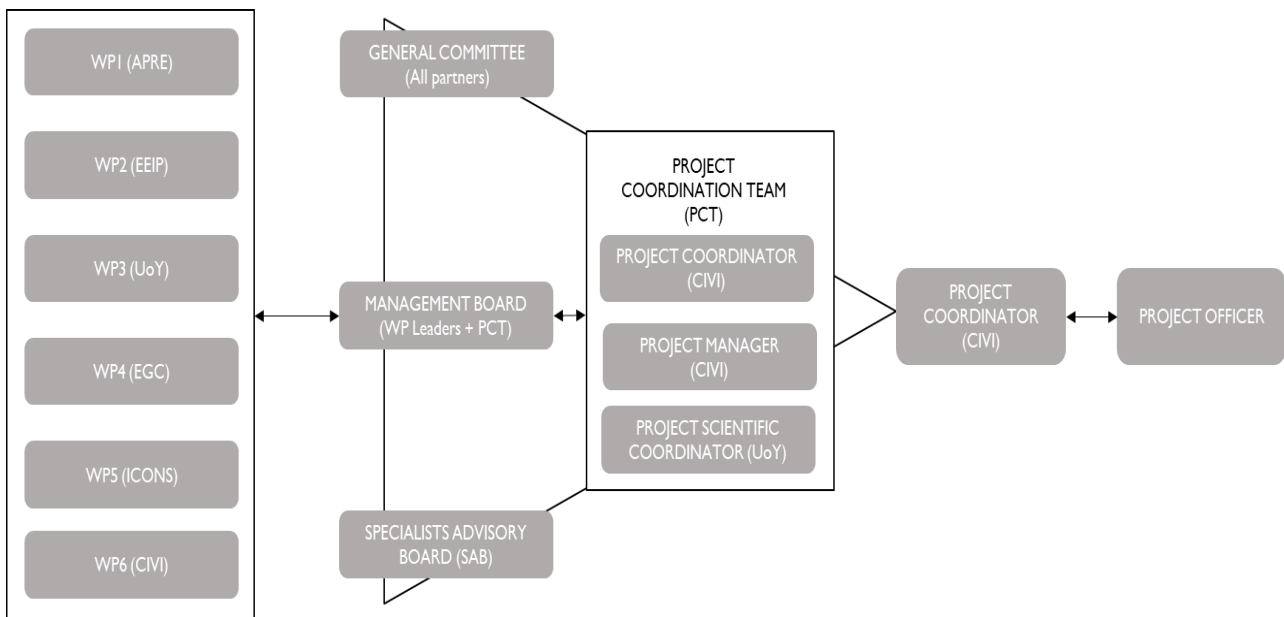 WP1 (APRE)
WP2 (EEIP)
WP3 (UoY)
WP4 (EGC)
WP5 (ICONS)
WP6 (CIVI)
GENERAL COMMITTEE
(All partners)
MANAGEMENT BOARD
(WP Leaders + PCT)
SPECIALISTS ADVISORY
BOARD (SAB)
PROJECT
COORDINATION TEAM
(PCT)
PROJECT COORDINATOR
(CIVI)
PROJECT MANAGER
(CIVI)
PROJECT SCIENTIFIC
COORDINATOR (UoY)
PROJECT
COORDINATOR
(CIVI)
PROJECT OFFICER